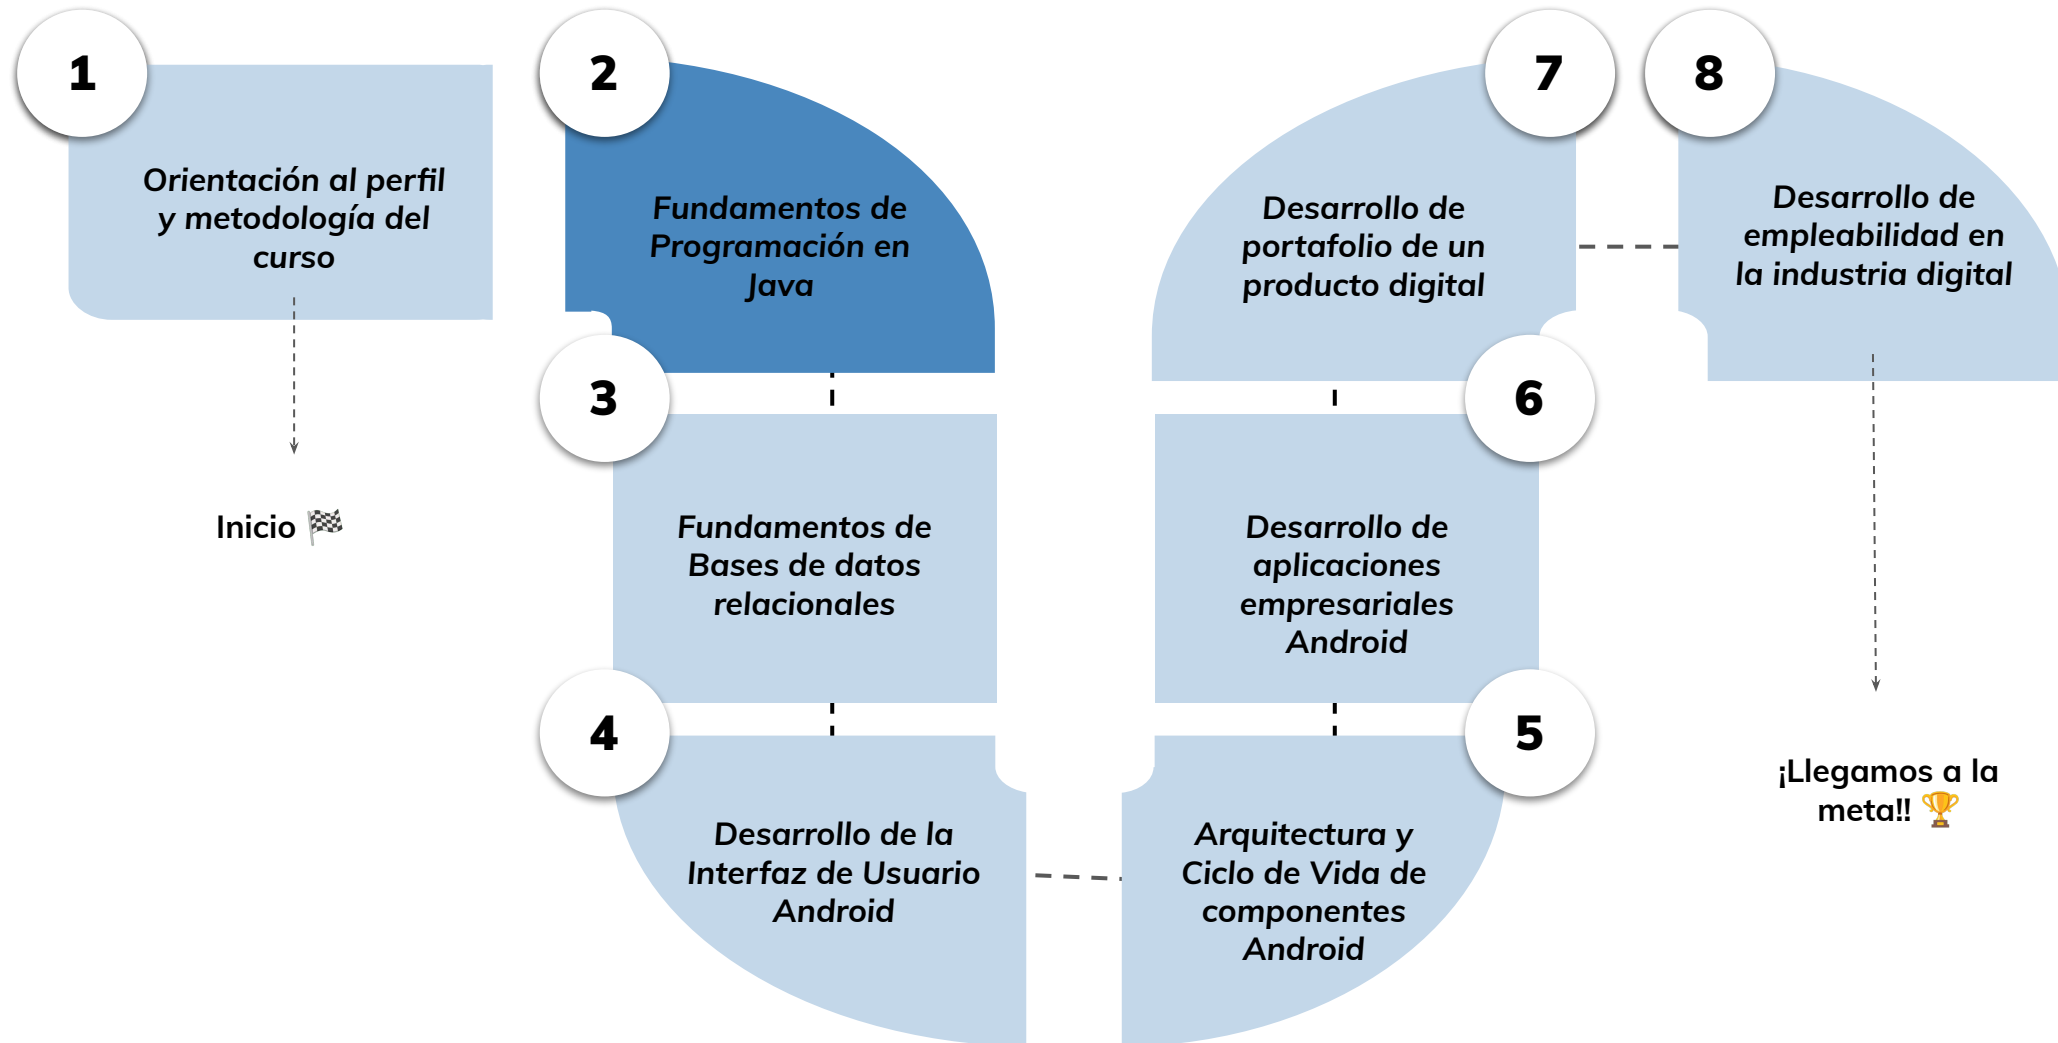 1
Orientación al perfil
y metodología del
curso
Inicio 🏁
2
Fundamentos de
Programación en
Java
3
Fundamentos de
Bases de datos
relacionales
4
Desarrollo de la
Interfaz de Usuario
Android
5
Arquitectura y
Ciclo de Vida de
componentes
Android
6
Desarrollo de
aplicaciones
empresariales
Android
7
Desarrollo de
portafolio de un
producto digital
8
Desarrollo de
empleabilidad en
la industria digital
¡Llegamos a la
meta!! 🏆